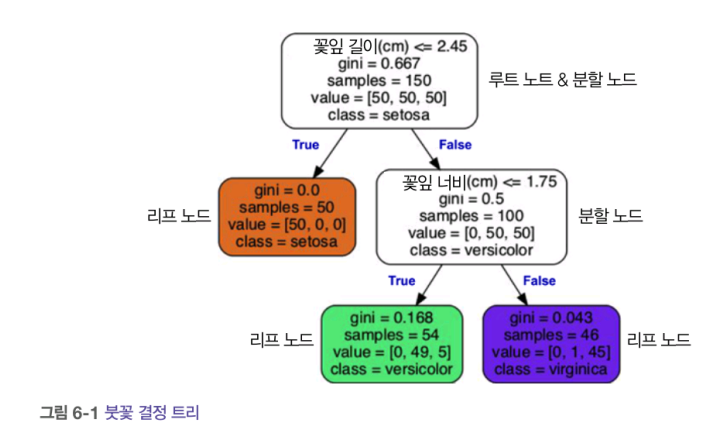 꽃잎 길이(cm) <= 2.45
gini = 0.667
samples = 150
value = [50, 50, 50]
class = setosa
루트 노트 & 분할 노드
True
False
gini = 0.0
samples = 50
value = [50, 0, 0]
class = setosa
리프 노드
꽃잎 너비(cm) <= 1.75
gini = 0.5
samples = 100
value = [0, 50, 50]
class = versicolor
분할 노드
True
False
리프 노드
gini = 0.168
samples = 54
value = [0, 49, 5]
class = versicolor
gini = 0.043
samples = 46
value = [0, 1, 45]
class = virginica
리프 노드
그림 6-1 붓꽃 결정 트리